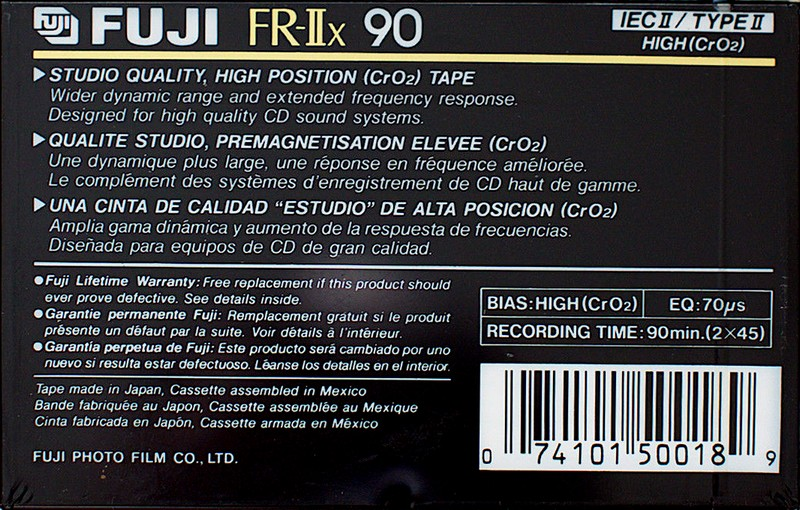 FUJI FUJI FR-IIx 90
IEC II / TYPE II
HIGH (CrO2)
▶STUDIO QUALITY, HIGH POSITION (CrO2) TAPE
Wider dynamic range and extended frequency response.
Designed for high quality CD sound systems.
▶QUALITE STUDIO, PREMAGNETISATION ELEVEE (CrO2)
Une dynamique plus large, une réponse en fréquence améliorée.
Le complément des systèmes d'enregistrement de CD haut de gamme.
▶UNA CINTA DE CALIDAD "ESTUDIO" DE ALTA POSICION (CrO2)
Amplia gama dinámica y aumento de la respuesta de frecuencias.
Diseñada para equipos de CD de gran calidad.
●Fuji Lifetime Warranty: Free replacement if this product should
ever prove defective. See details inside.
●Garantie permanente Fuji: Remplacement gratuit si le produit
présente un défaut par la suite. Voir détails à l'intérieur.
●Garantía perpetua de Fuji: Este producto será cambiado por uno
nuevo si resulta estar defectuoso. Léanse los detalles en el interior.
Tape made in Japan, Cassette assembled in Mexico
Bande fabriquée au Japon, Cassette assemblée au Mexique
Cinta fabricada en Japón, Cassette armada en México
FUJI PHOTO FILM CO., LTD.
BIAS: HIGH (CrO2) EQ: 70µs
RECORDING TIME: 90min. (2×45)
0 74101 50018 9